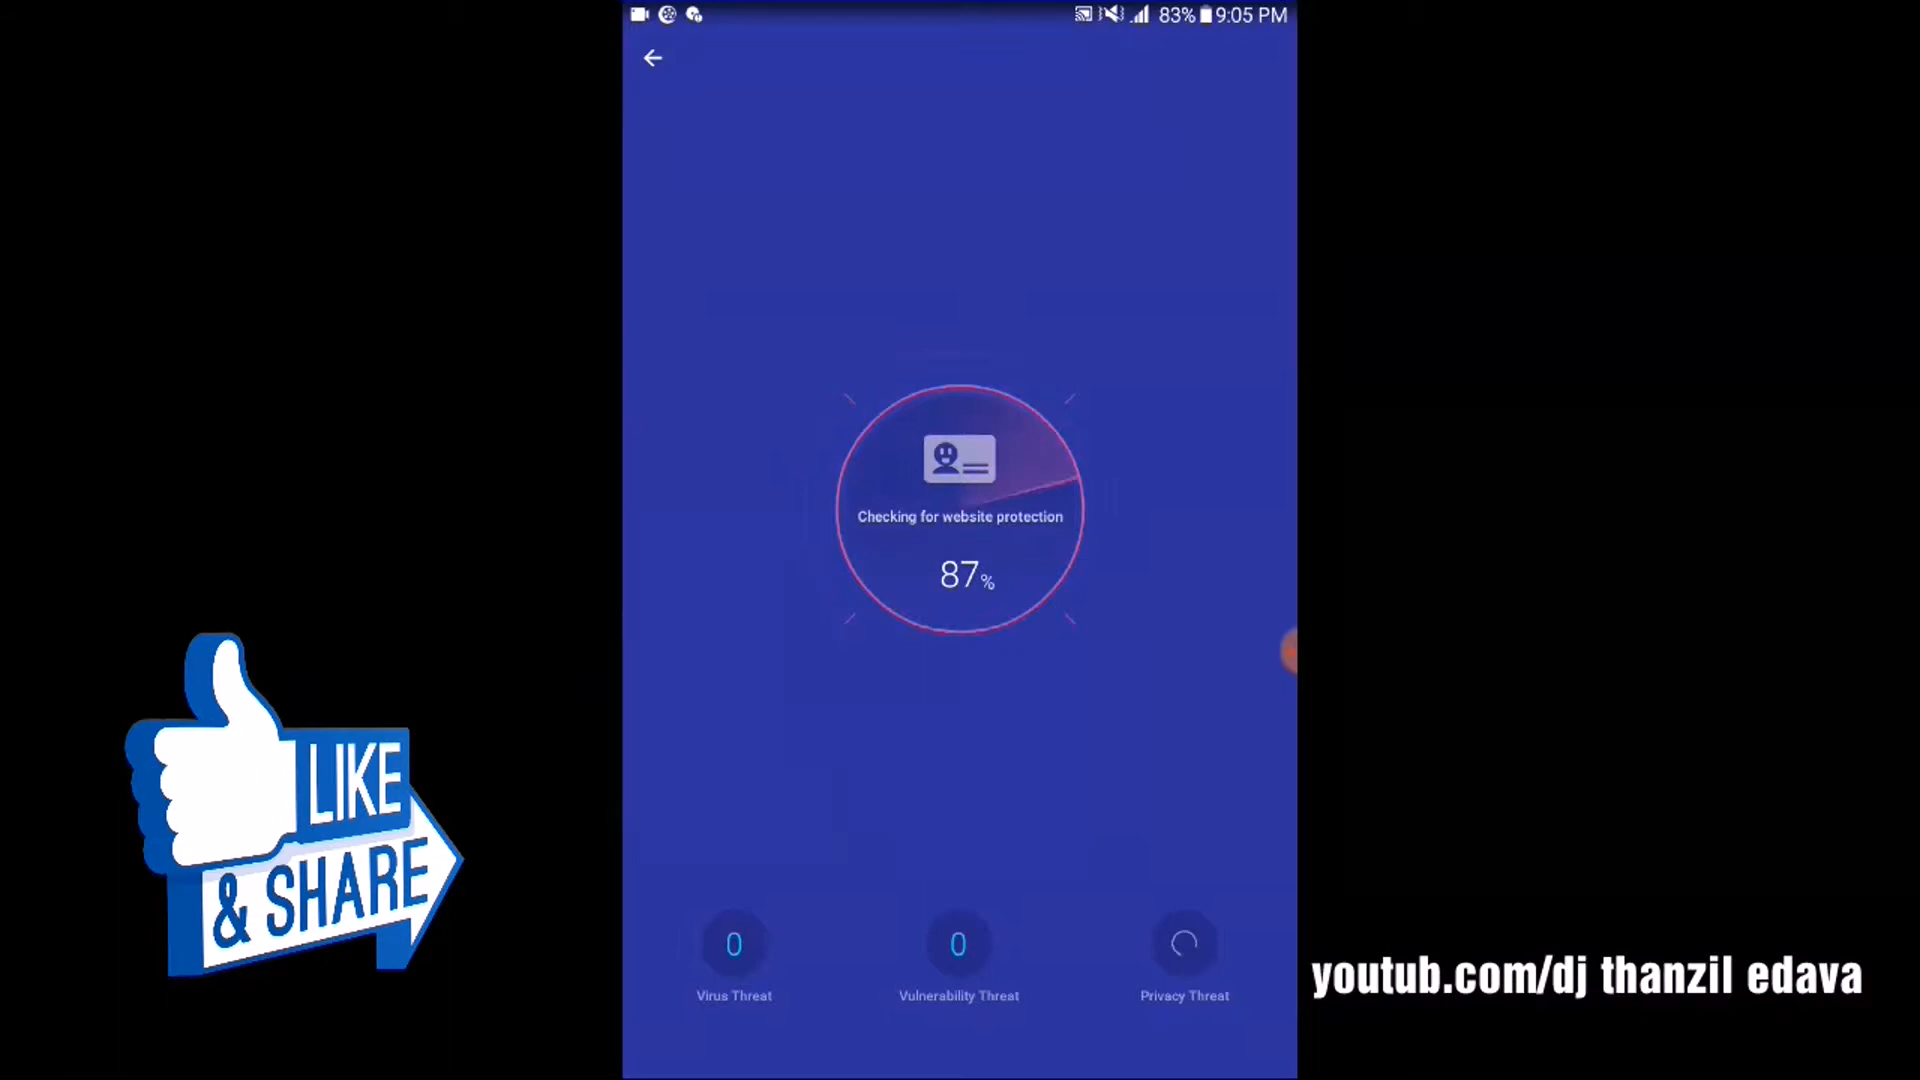 83% 9:05 PM
Checking for website protection
87%
LIKE
& SHARE
0
0
Virus Threat
Vulnerability Threat
Privacy Threat
youtub.com/dj thanzil edava